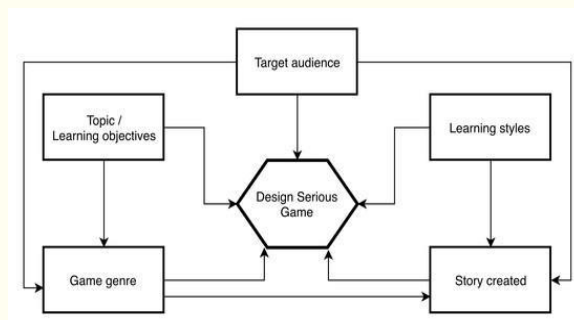 Target audience
Topic /
Learning objectives
Learning styles
Design Serious
Game
Game genre
Story created